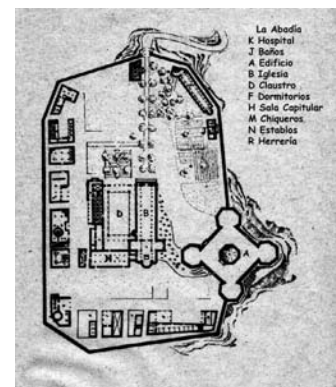 La Abadía
K Hospital
J Baños
A Edificio
B Iglesia
D Claustro
F Dormitorios
H Sala Capitular
M Chiqueros
N Establos
R Herrería
D
B
A
H